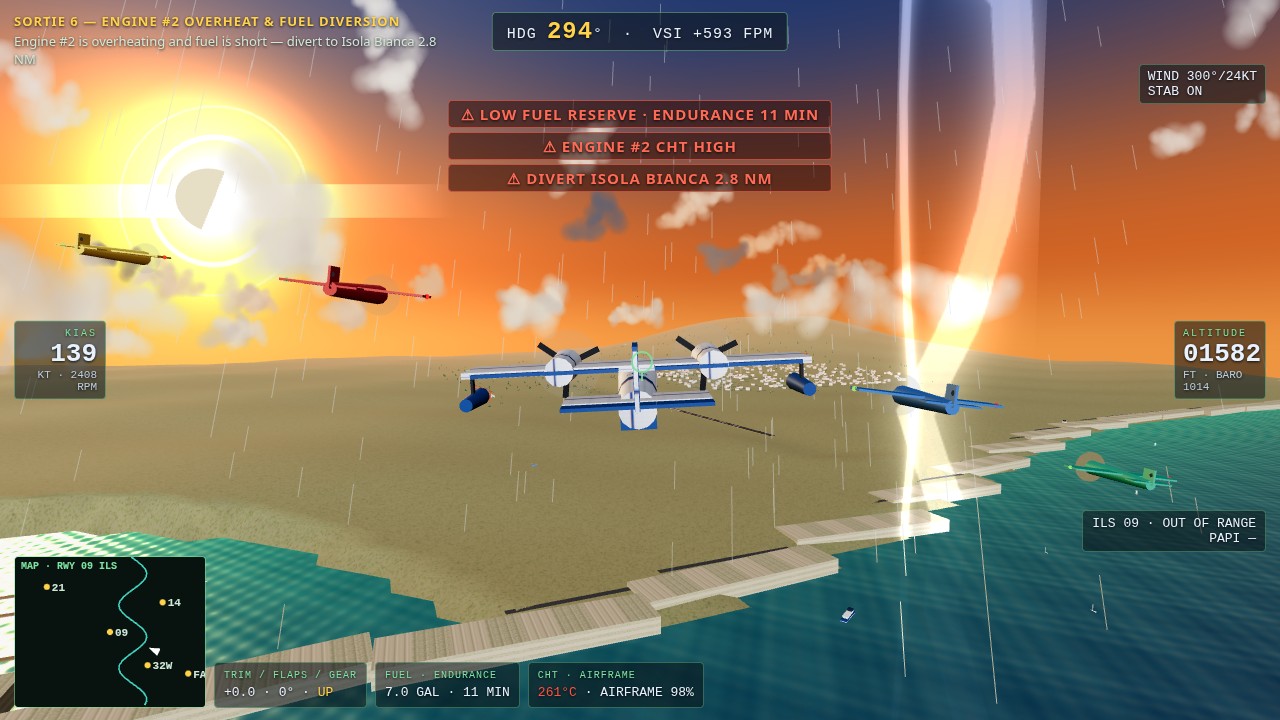 SORTIE 6 — ENGINE #2 OVERHEAT & FUEL DIVERSION
Engine #2 is overheating and fuel is short — divert to Isola Bianca 2.8
NM
HDG 294° · VSI +593 FPM
WIND 300°/24KT
STAB ON
⚠ LOW FUEL RESERVE · ENDURANCE 11 MIN
⚠ ENGINE #2 CHT HIGH
⚠ DIVERT ISOLA BIANCA 2.8 NM
KIAS
139
KT · 2408
RPM
ALTITUDE
01582
FT · BARO
1014
ILS 09 · OUT OF RANGE
PAPI —
MAP · RWY 09 ILS
21
14
09
32W
FA
TRIM / FLAPS / GEAR
+0.0 · 0° · UP
FUEL · ENDURANCE
7.0 GAL · 11 MIN
CHT · AIRFRAME
261°C · AIRFRAME 98%